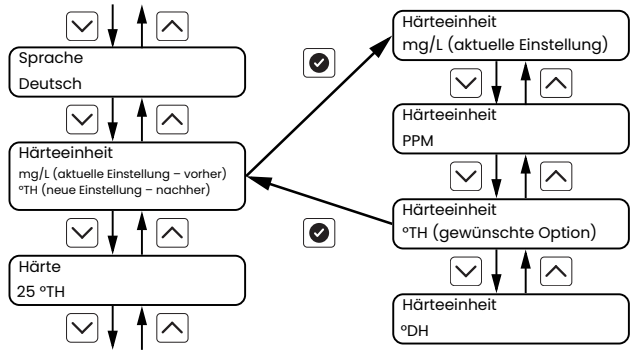 Sprache
Deutsch
Härteeinheit
mg/L (aktuelle Einstellung – vorher)
°TH (neue Einstellung – nachher)
Härte
25 °TH
Härteeinheit
mg/L (aktuelle Einstellung)
Härteeinheit
PPM
Härteeinheit
°TH (gewünschte Option)
Härteeinheit
°DH